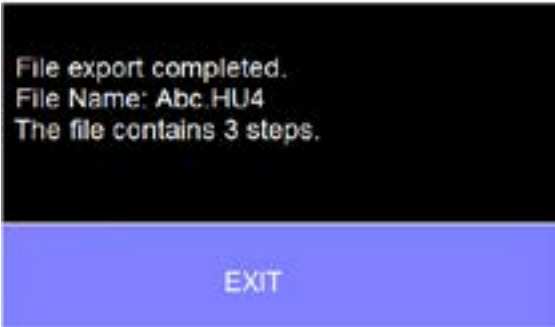 File export completed.
File Name: Abc.HU4
The file contains 3 steps.
EXIT